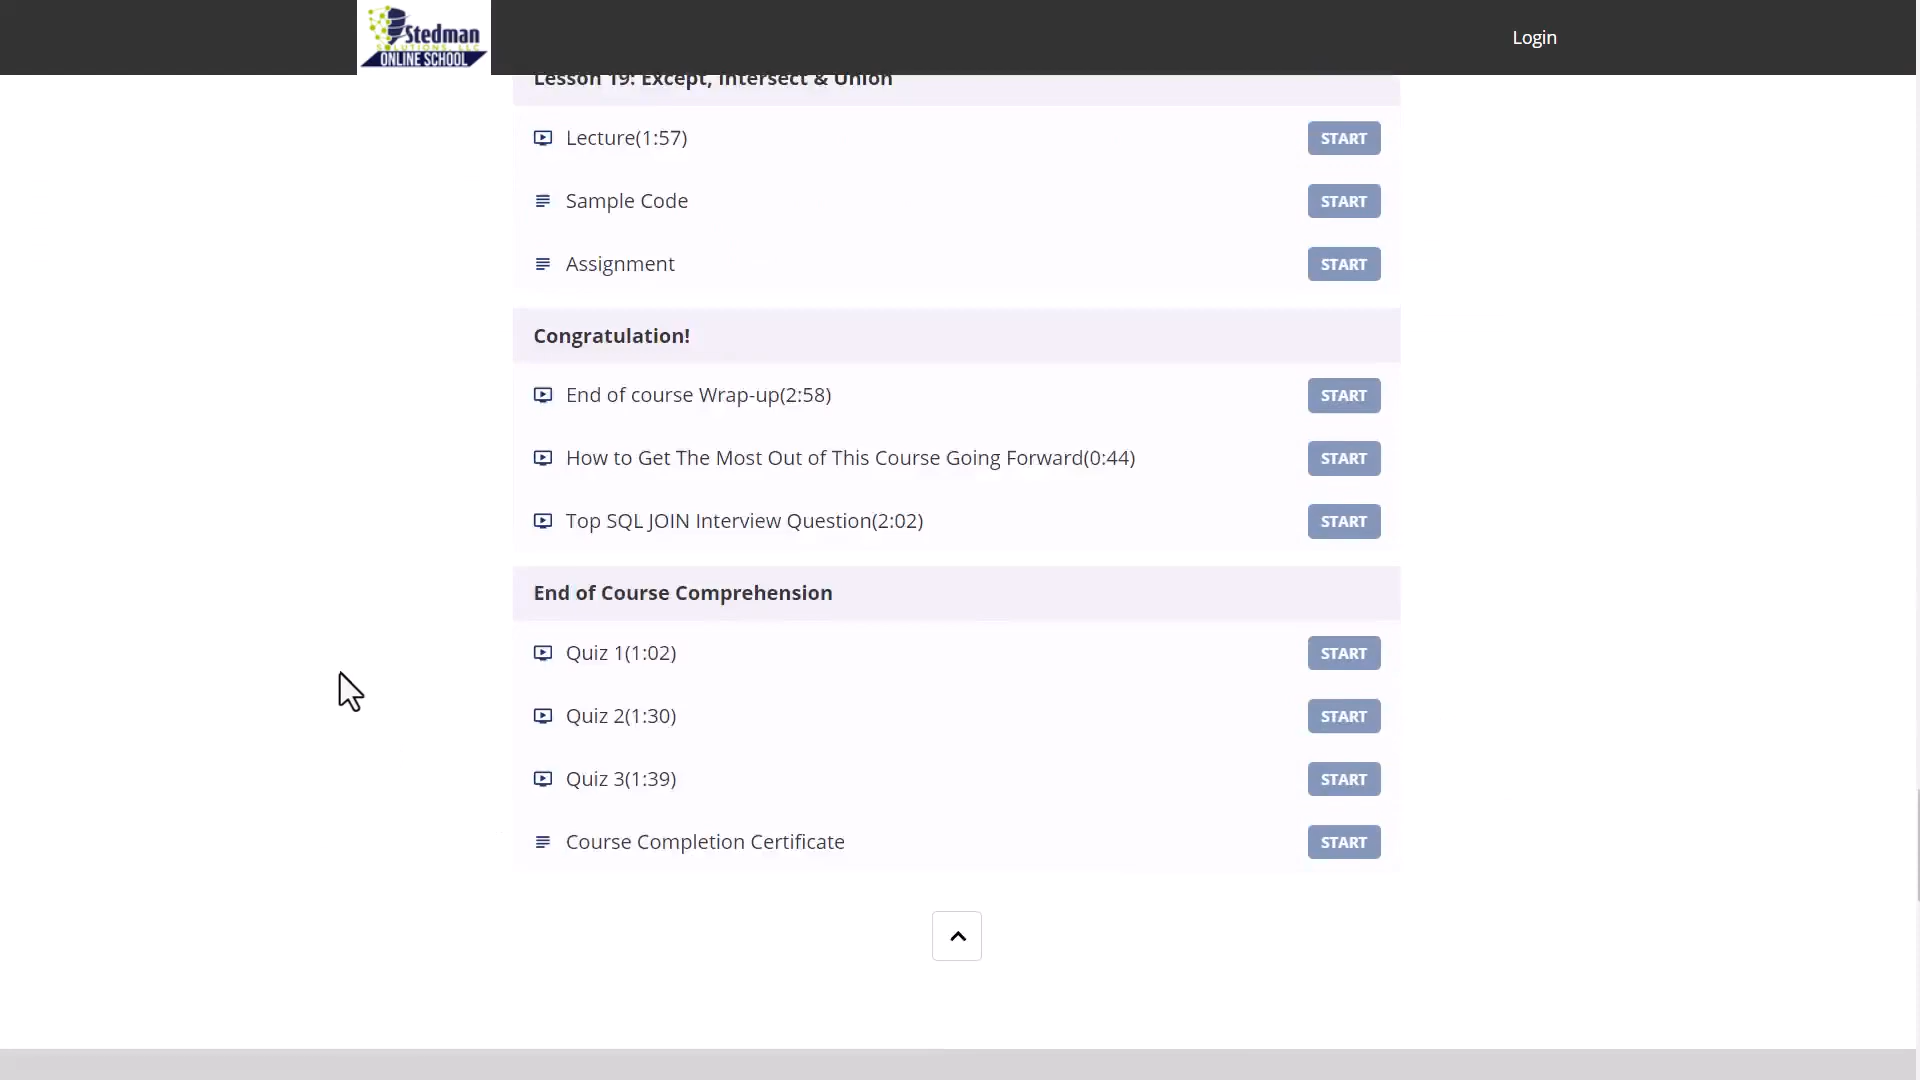 Stedman
SOLUTIONS, LLC
ONLINE SCHOOL
Login
Lesson 19: Except, Intersect & Union
Lecture(1:57)
START
Sample Code
START
Assignment
START
Congratulation!
End of course Wrap-up(2:58)
START
How to Get The Most Out of This Course Going Forward(0:44)
START
Top SQL JOIN Interview Question(2:02)
START
End of Course Comprehension
Quiz 1(1:02)
START
Quiz 2(1:30)
START
Quiz 3(1:39)
START
Course Completion Certificate
START